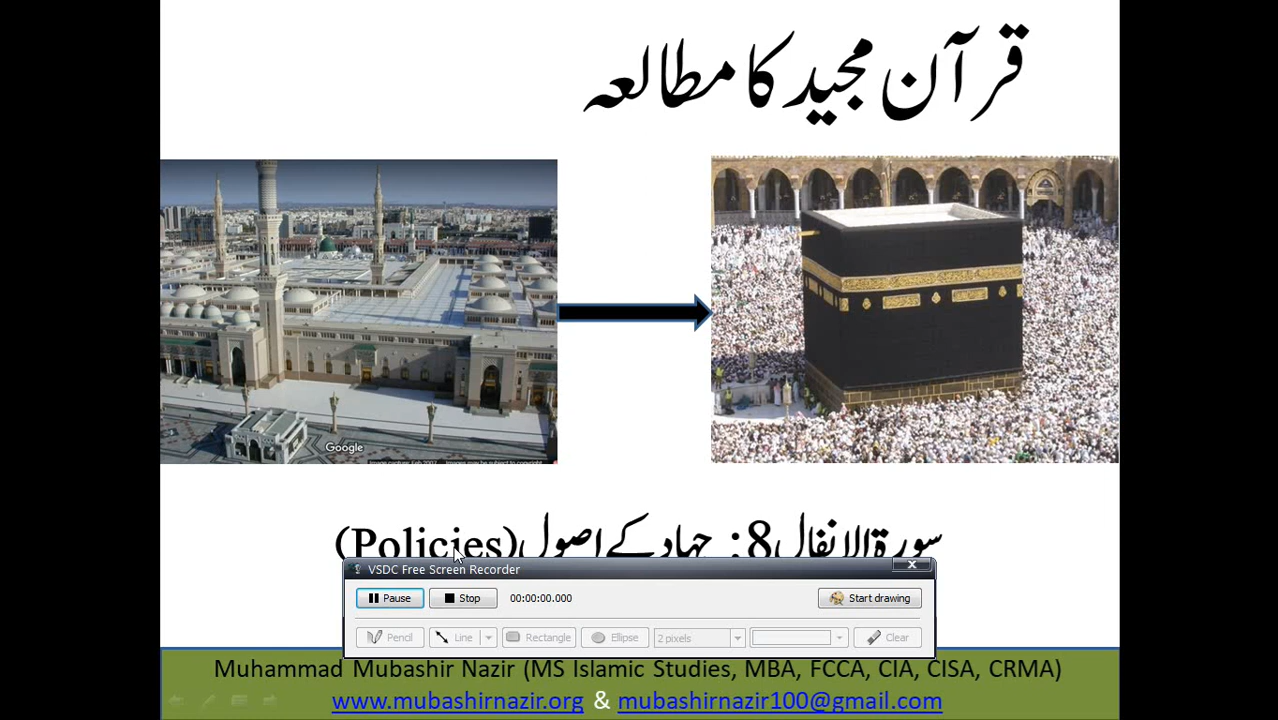 قرآن مجید کا مطالعہ
Google
سورۃ الانفال 8: جہاد کے اصول (Policies)
VSDC Free Screen Recorder
Pause
Stop
00:00:00.000
Start drawing
Pencil
Line
Rectangle
Ellipse
2 pixels
Clear
Muhammad Mubashir Nazir (MS Islamic Studies, MBA, FCCA, CIA, CISA, CRMA)
www.mubashirnazir.org & mubashirnazir100@gmail.com